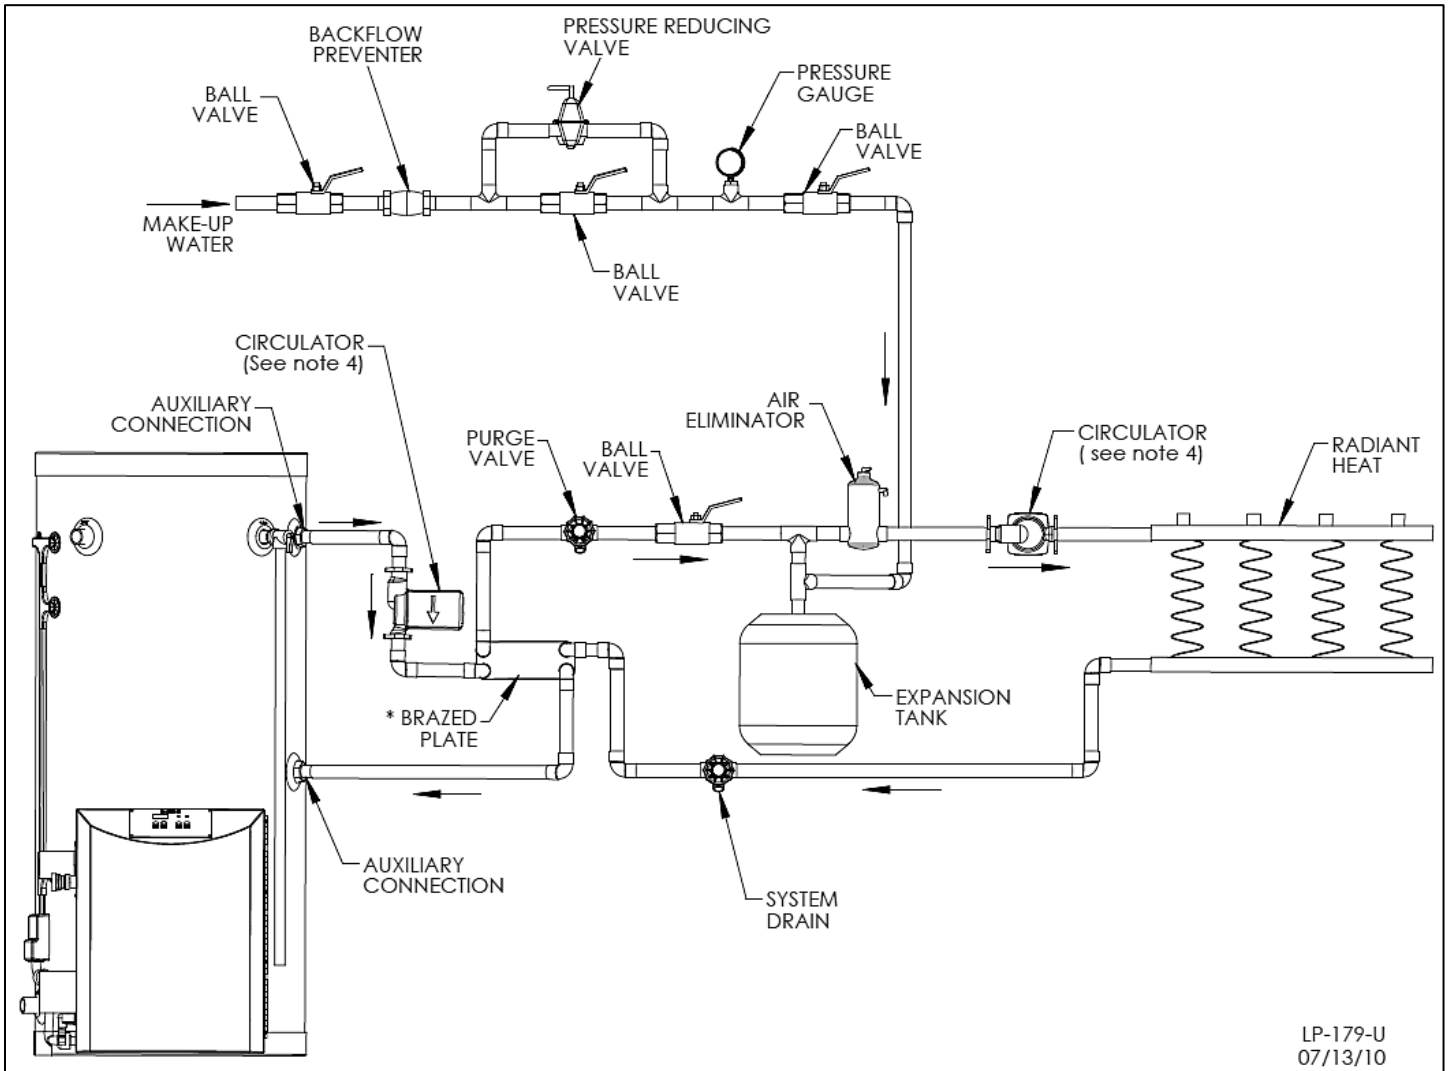 BACKFLOW
PREVENTER
PRESSURE REDUCING
VALVE
PRESSURE
GAUGE
BALL
VALVE
BALL
VALVE
MAKE-UP
WATER
BALL
VALVE
CIRCULATOR
(See note 4)
AUXILIARY
CONNECTION
PURGE
VALVE
BALL
VALVE
AIR
ELIMINATOR
CIRCULATOR
( see note 4)
RADIANT
HEAT
* BRAZED
PLATE
EXPANSION
TANK
AUXILIARY
CONNECTION
SYSTEM
DRAIN
LP-179-U
07/13/10